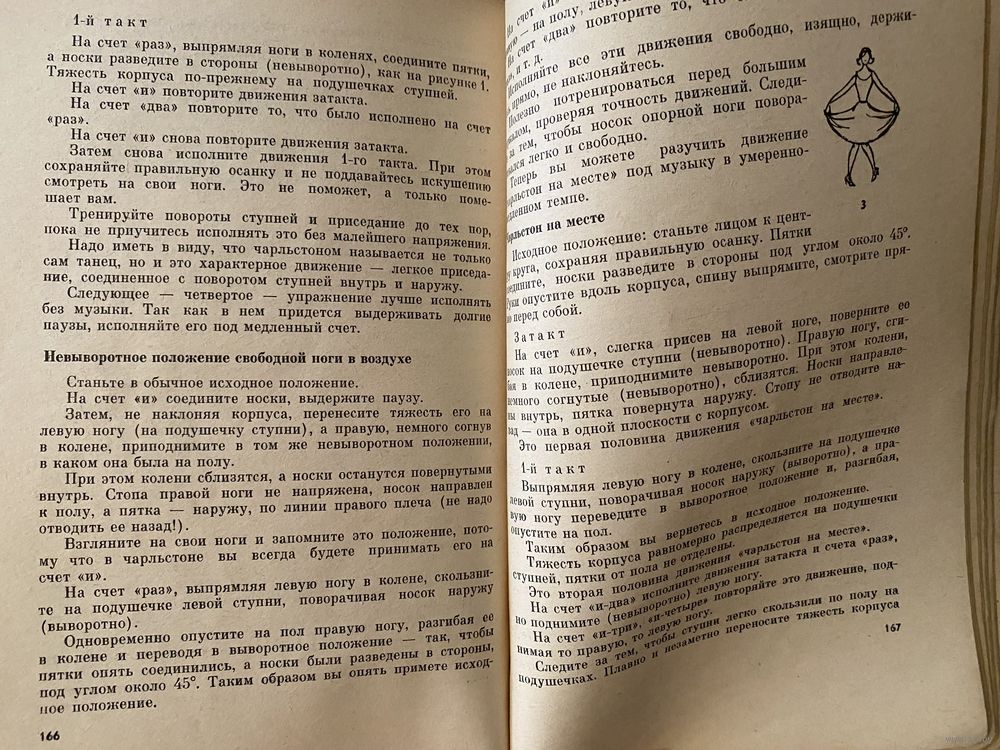 1-й такт
На счет «раз», выпрямляя ноги в коленях, соедините пятки,
а носки разведите в стороны (невыворотно), как на рисунке 1.
Тяжесть корпуса по-прежнему на подушечках ступней.
На счет «и» повторите движения затакта.
На счет «два» повторите то, что было исполнено на счет
«раз».
На счет «и» снова повторите движения затакта.
Затем снова исполните движения 1-го такта. При этом
сохраняйте правильную осанку и не поддавайтесь искушению
смотреть на свои ноги. Это не поможет, а только поме-
шает вам.
Тренируйте повороты ступней и приседание до тех пор,
пока не приучитесь исполнять это без малейшего напряжения.
Надо иметь в виду, что чарльстоном называется не только
сам танец, но и это характерное движение — легкое приседа-
ние, соединенное с поворотом ступней внутрь и наружу.
Следующее — четвертое — упражнение лучше исполнять
без музыки. Так как в нем придется выдерживать долгие
паузы, исполняйте его под медленный счет.
Невыворотное положение свободной ноги в воздухе
Станьте в обычное исходное положение.
На счет «и» соедините носки, выдержите паузу.
Затем, не наклоняя корпуса, перенесите тяжесть его на
левую ногу (на подушечку ступни), а правую, немного согнув
в колене, приподнимите в том же невыворотном положении,
в каком она была на полу.
При этом колени сблизятся, а носки останутся повернутыми
внутрь. Стопа правой ноги не напряжена, носок направлен
к полу, а пятка — наружу, по линии правого плеча (не надо
отводить ее назад!).
Взгляните на свои ноги и запомните это положение, пото-
му что в чарльстоне вы всегда будете принимать его на
счет «и».
На счет «раз», выпрямляя левую ногу в колене, скользни-
те на подушечке левой ступни, поворачивая носок наружу
(выворотно).
Одновременно опустите на пол правую ногу, разгибая ее
в колене и переводя в выворотное положение — так, чтобы
пятки опять соединились, а носки были разведены в стороны,
под углом около 45°. Таким образом вы опять примете исход-
ное положение.
166
счет «и»
— на полу, левую
счет «два» повторите то, что
и т. д.
Исполняйте все эти движения свободно, изящно, держи-
прямо, не наклоняйтесь.
Полезно потренироваться перед большим
проверяя точность движений. Следи-
за тем, чтобы носок опорной ноги повора-
легко и свободно.
Теперь вы можете разучить движение
«чарльстон на месте» под музыку в умеренно-
медленном темпе.
3
Чарльстон на месте
Исходное положение: станьте лицом к цент-
ру круга, сохраняя правильную осанку. Пятки
соедините, носки разведите в стороны под углом около 45°.
Руки опустите вдоль корпуса, спину выпрямите, смотрите пря-
мо перед собой.
Затакт
На счет «и», слегка присев на левой ноге, поверните ее
носок на подушечке ступни (невыворотно). Правую ногу, сги-
бая в колене, приподнимите невыворотно. При этом колени,
немного согнутые (невыворотно), сблизятся. Носки направле-
ны внутрь, пятка повернута наружу. Стопу не отводите на-
зад — она в одной плоскости с корпусом.
Это первая половина движения «чарльстон на месте».
1-й такт
Выпрямляя левую ногу в колене, скользните на подушечке
левой ступни, поворачивая носок наружу (выворотно), а пра-
вую ногу переведите в выворотное положение и, разгибая,
опустите на пол.
Таким образом вы вернетесь в исходное положение.
Тяжесть корпуса равномерно распределяется на подушечки
ступней, пятки от пола не отделены.
Это вторая половина движения «чарльстон на месте».
На счет «и-два» исполните движения затакта и счета «раз»,
но поднимите (невыворотно) левую ногу.
На счет «и-три», «и-четыре» повторяйте это движение, под-
нимая то правую, то левую ногу.
Следите за тем, чтобы ступни легко скользили по полу на
подушечках. Плавно и незаметно переносите тяжесть корпуса
167